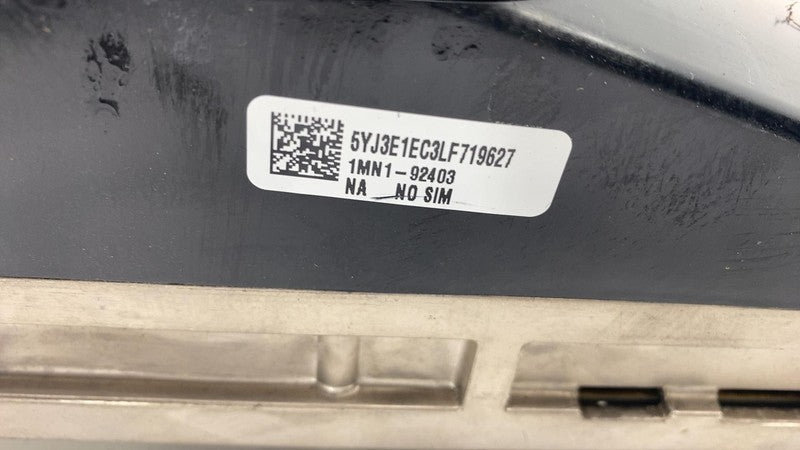 5YJ3E1EC3LF719627
1MN1-92403
NA NO SIM